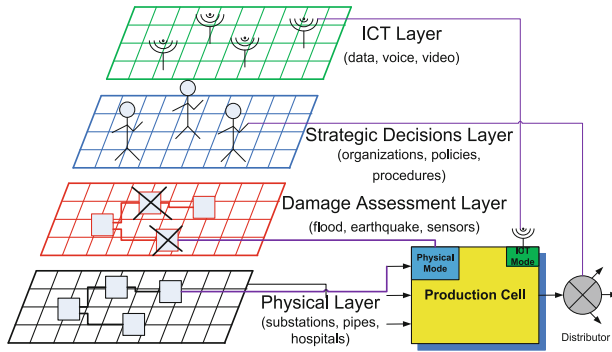 ICT Layer
(data, voice, video)
Strategic Decisions Layer
(organizations, policies,
procedures)
Damage Assessment Layer
(flood, earthquake, sensors)
Physical
Mode
IOT
Mode
Production Cell
Physical Layer
(substations, pipes,
hospitals)
Distributor